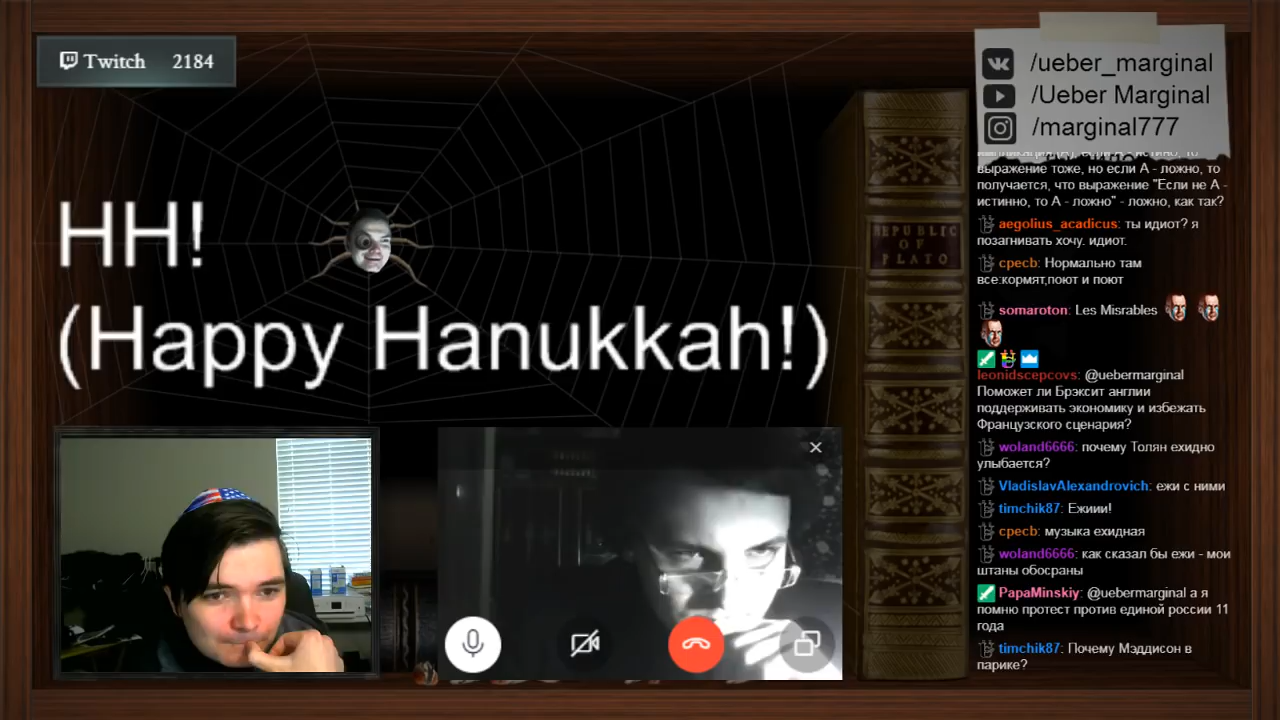 Twitch 2184
HH!
(Happy Hanukkah!)
REPUBLIC
OF
PLATO
/ueber_marginal
/Ueber Marginal
/marginal777
выражение тоже, но если А - ложно, то
получается, что выражение "Если не А -
истинно, то А - ложно" - ложно, как так?
aegolius_acadicus: ты идиот? я
позагнивать хочу. идиот.
cpecb: Нормально там
все:кормят,поют и поют
somaroton: Les Misrables
leonidscepcovs: @uebermarginal
Поможет ли Брэксит англии
поддерживать экономику и избежать
Французского сценария?
woland6666: почему Толян ехидно
улыбается?
VladislavAlexandrovich: ежи с ними
timchik87: Ежиии!
cpecb: музыка ехидная
woland6666: как сказал бы ежи - мои
штаны обосраны
PapaMinskiy: @uebermarginal а я
помню протест против единой россии 11
года
timchik87: Почему Мэддисон в
парике?